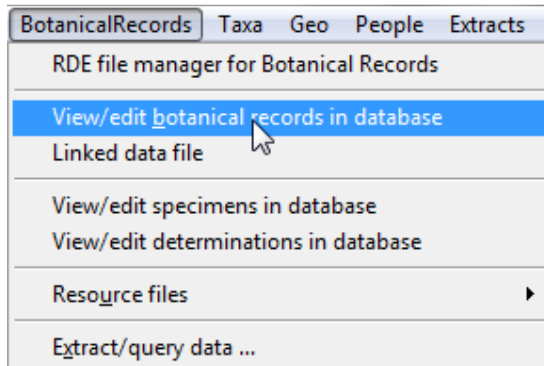 BotanicalRecords Taxa Geo People Extracts
RDE file manager for Botanical Records
View/edit botanical records in database
Linked data file
View/edit specimens in database
View/edit determinations in database
Resource files
Extract/query data ...